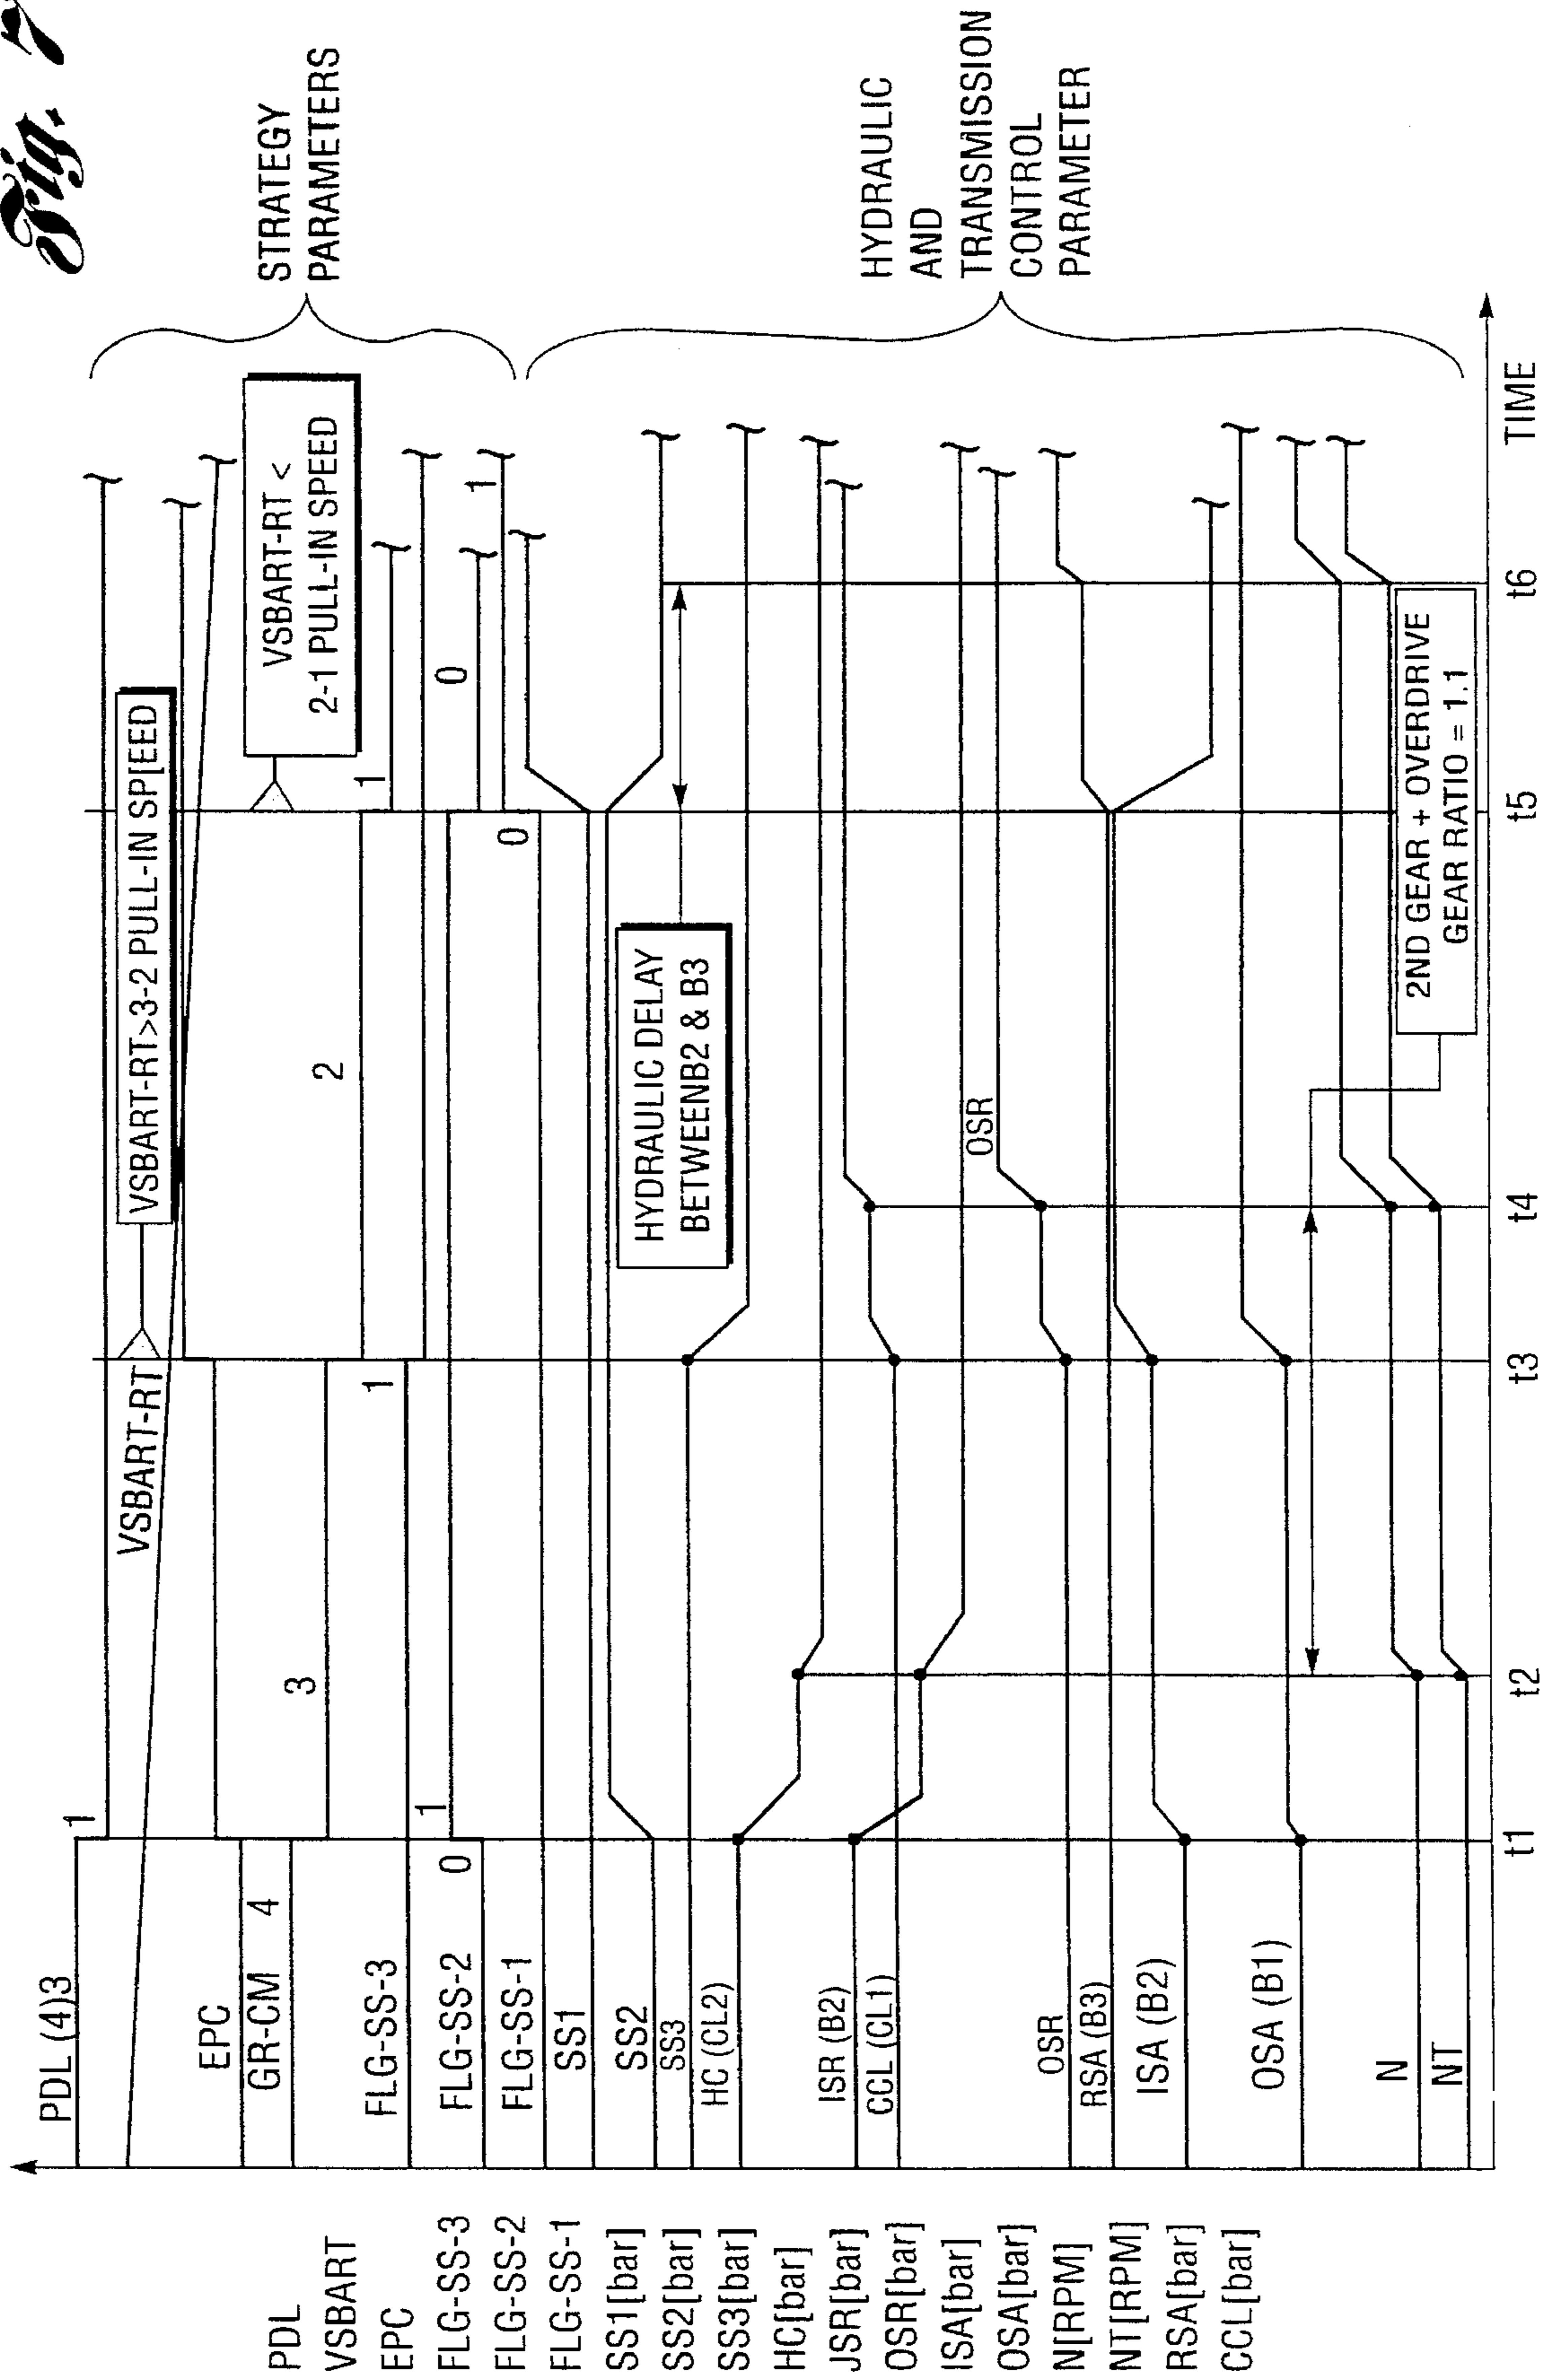 Fig. 7
STRATEGY
PARAMETERS
HYDRAULIC
AND
TRANSMISSION
CONTROL
PARAMETER
VSBART-RT>3-2 PULL-IN SP[EED
VSBART-RT <
2-1 PULL-IN SPEED
VSBART-RT
HYDRAULIC DELAY
BETWEENB2 & B3
2ND GEAR + OVERDRIVE
GEAR RATIO = 1.1
PDL (4)3
1
EPC
GR-CM 4
3
2
1
FLG-SS-3
1
FLG-SS-2
0
1
0
FLG-SS-1
0
1
SS1
SS2
SS3
HC (CL2)
ISR (B2)
CCL (CL1)
OSR
OSR
RSA (B3)
ISA (B2)
OSA (B1)
N
NT
t1
t2
t3
t4
t5
t6
TIME
PDL
VSBART
EPC
FLG-SS-3
FLG-SS-2
FLG-SS-1
SS1[bar]
SS2[bar]
SS3[bar]
HC[bar]
JSR[bar]
OSR[bar]
ISA[bar]
OSA[bar]
N[RPM]
NT[RPM]
RSA[bar]
CCL[bar]